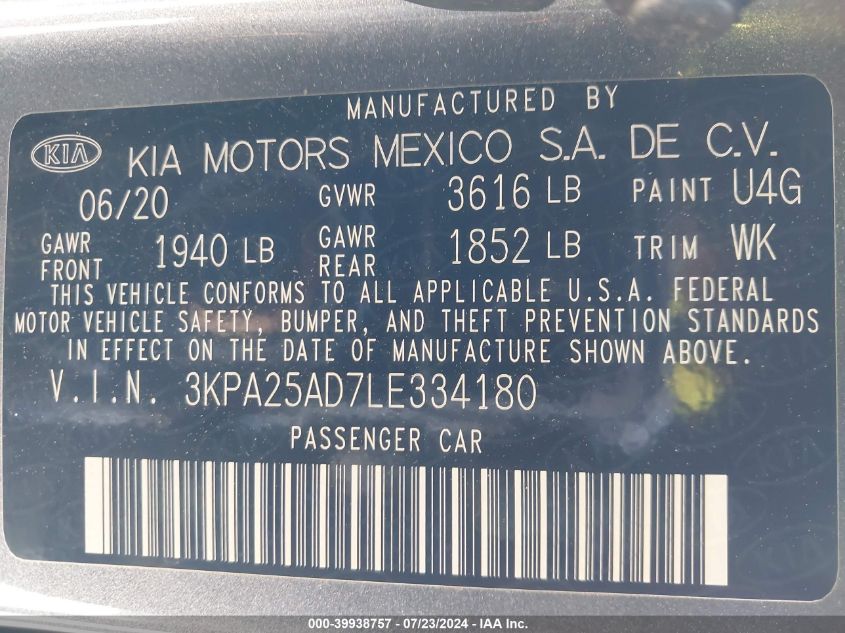 MANUFACTURED BY
KIA KIA MOTORS MEXICO S.A. DE C.V.
06/20 GVWR 3616 LB PAINT U4G
GAWR FRONT 1940 LB GAWR REAR 1852 LB TRIM WK
THIS VEHICLE CONFORMS TO ALL APPLICABLE U.S.A. FEDERAL
MOTOR VEHICLE SAFETY, BUMPER, AND THEFT PREVENTION STANDARDS
IN EFFECT ON THE DATE OF MANUFACTURE SHOWN ABOVE.
V.I.N. 3KPA25AD7LE334180
PASSENGER CAR
000-39938757 - 07/23/2024 - IAA Inc.